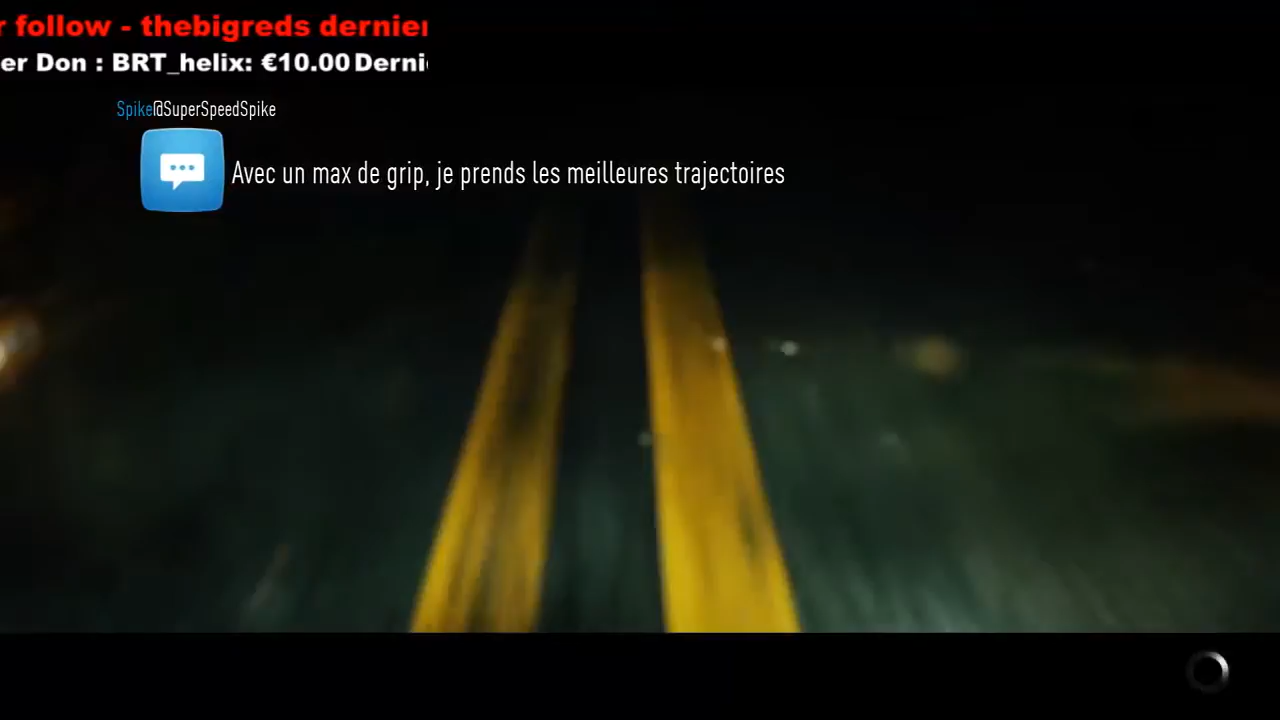 r follow - thebigreds dernier
er Don : BRT_helix: €10.00 Derni
Spike@SuperSpeedSpike
Avec un max de grip, je prends les meilleures trajectoires